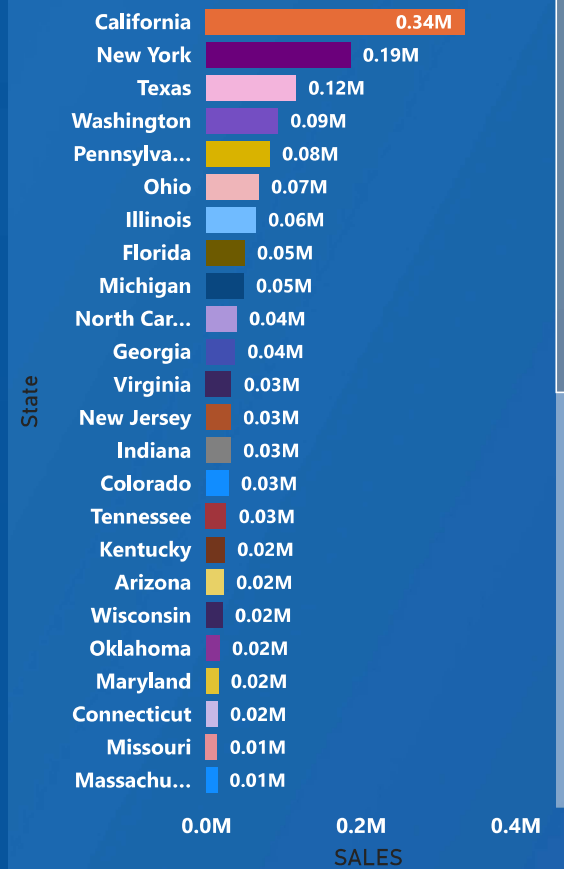 California 0.34M
New York 0.19M
Texas 0.12M
Washington 0.09M
Pennsylva... 0.08M
Ohio 0.07M
Illinois 0.06M
Florida 0.05M
Michigan 0.05M
North Car... 0.04M
Georgia 0.04M
Virginia 0.03M
New Jersey 0.03M
Indiana 0.03M
Colorado 0.03M
Tennessee 0.03M
Kentucky 0.02M
Arizona 0.02M
Wisconsin 0.02M
Oklahoma 0.02M
Maryland 0.02M
Connecticut 0.02M
Missouri 0.01M
Massachu... 0.01M
State
0.0M 0.2M 0.4M
SALES